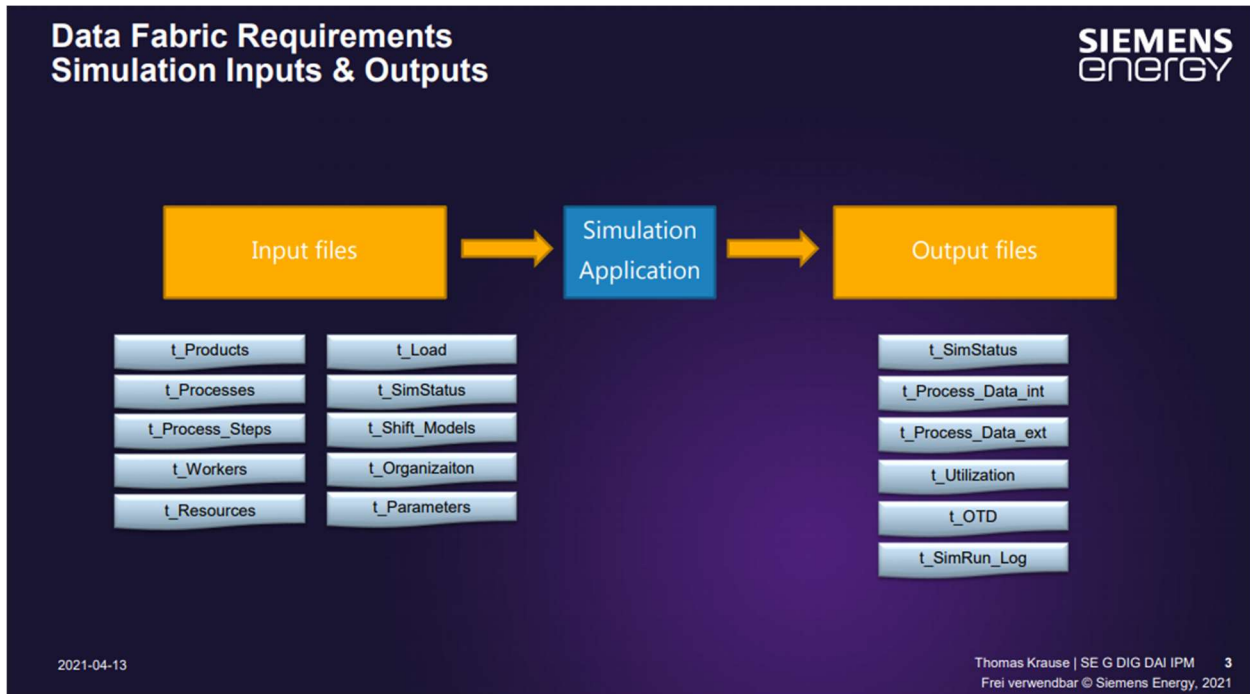 Data Fabric Requirements
Simulation Inputs & Outputs
SIEMENS
energy
Input files
Simulation
Application
Output files
t_Products
t_Processes
t_Process_Steps
t_Workers
t_Resources
t_Load
t_SimStatus
t_Shift_Models
t_Organizaiton
t_Parameters
t_SimStatus
t_Process_Data_int
t_Process_Data_ext
t_Utilization
t_OTD
t_SimRun_Log
2021-04-13
Thomas Krause | SE G DIG DAI IPM 3
Frei verwendbar © Siemens Energy, 2021